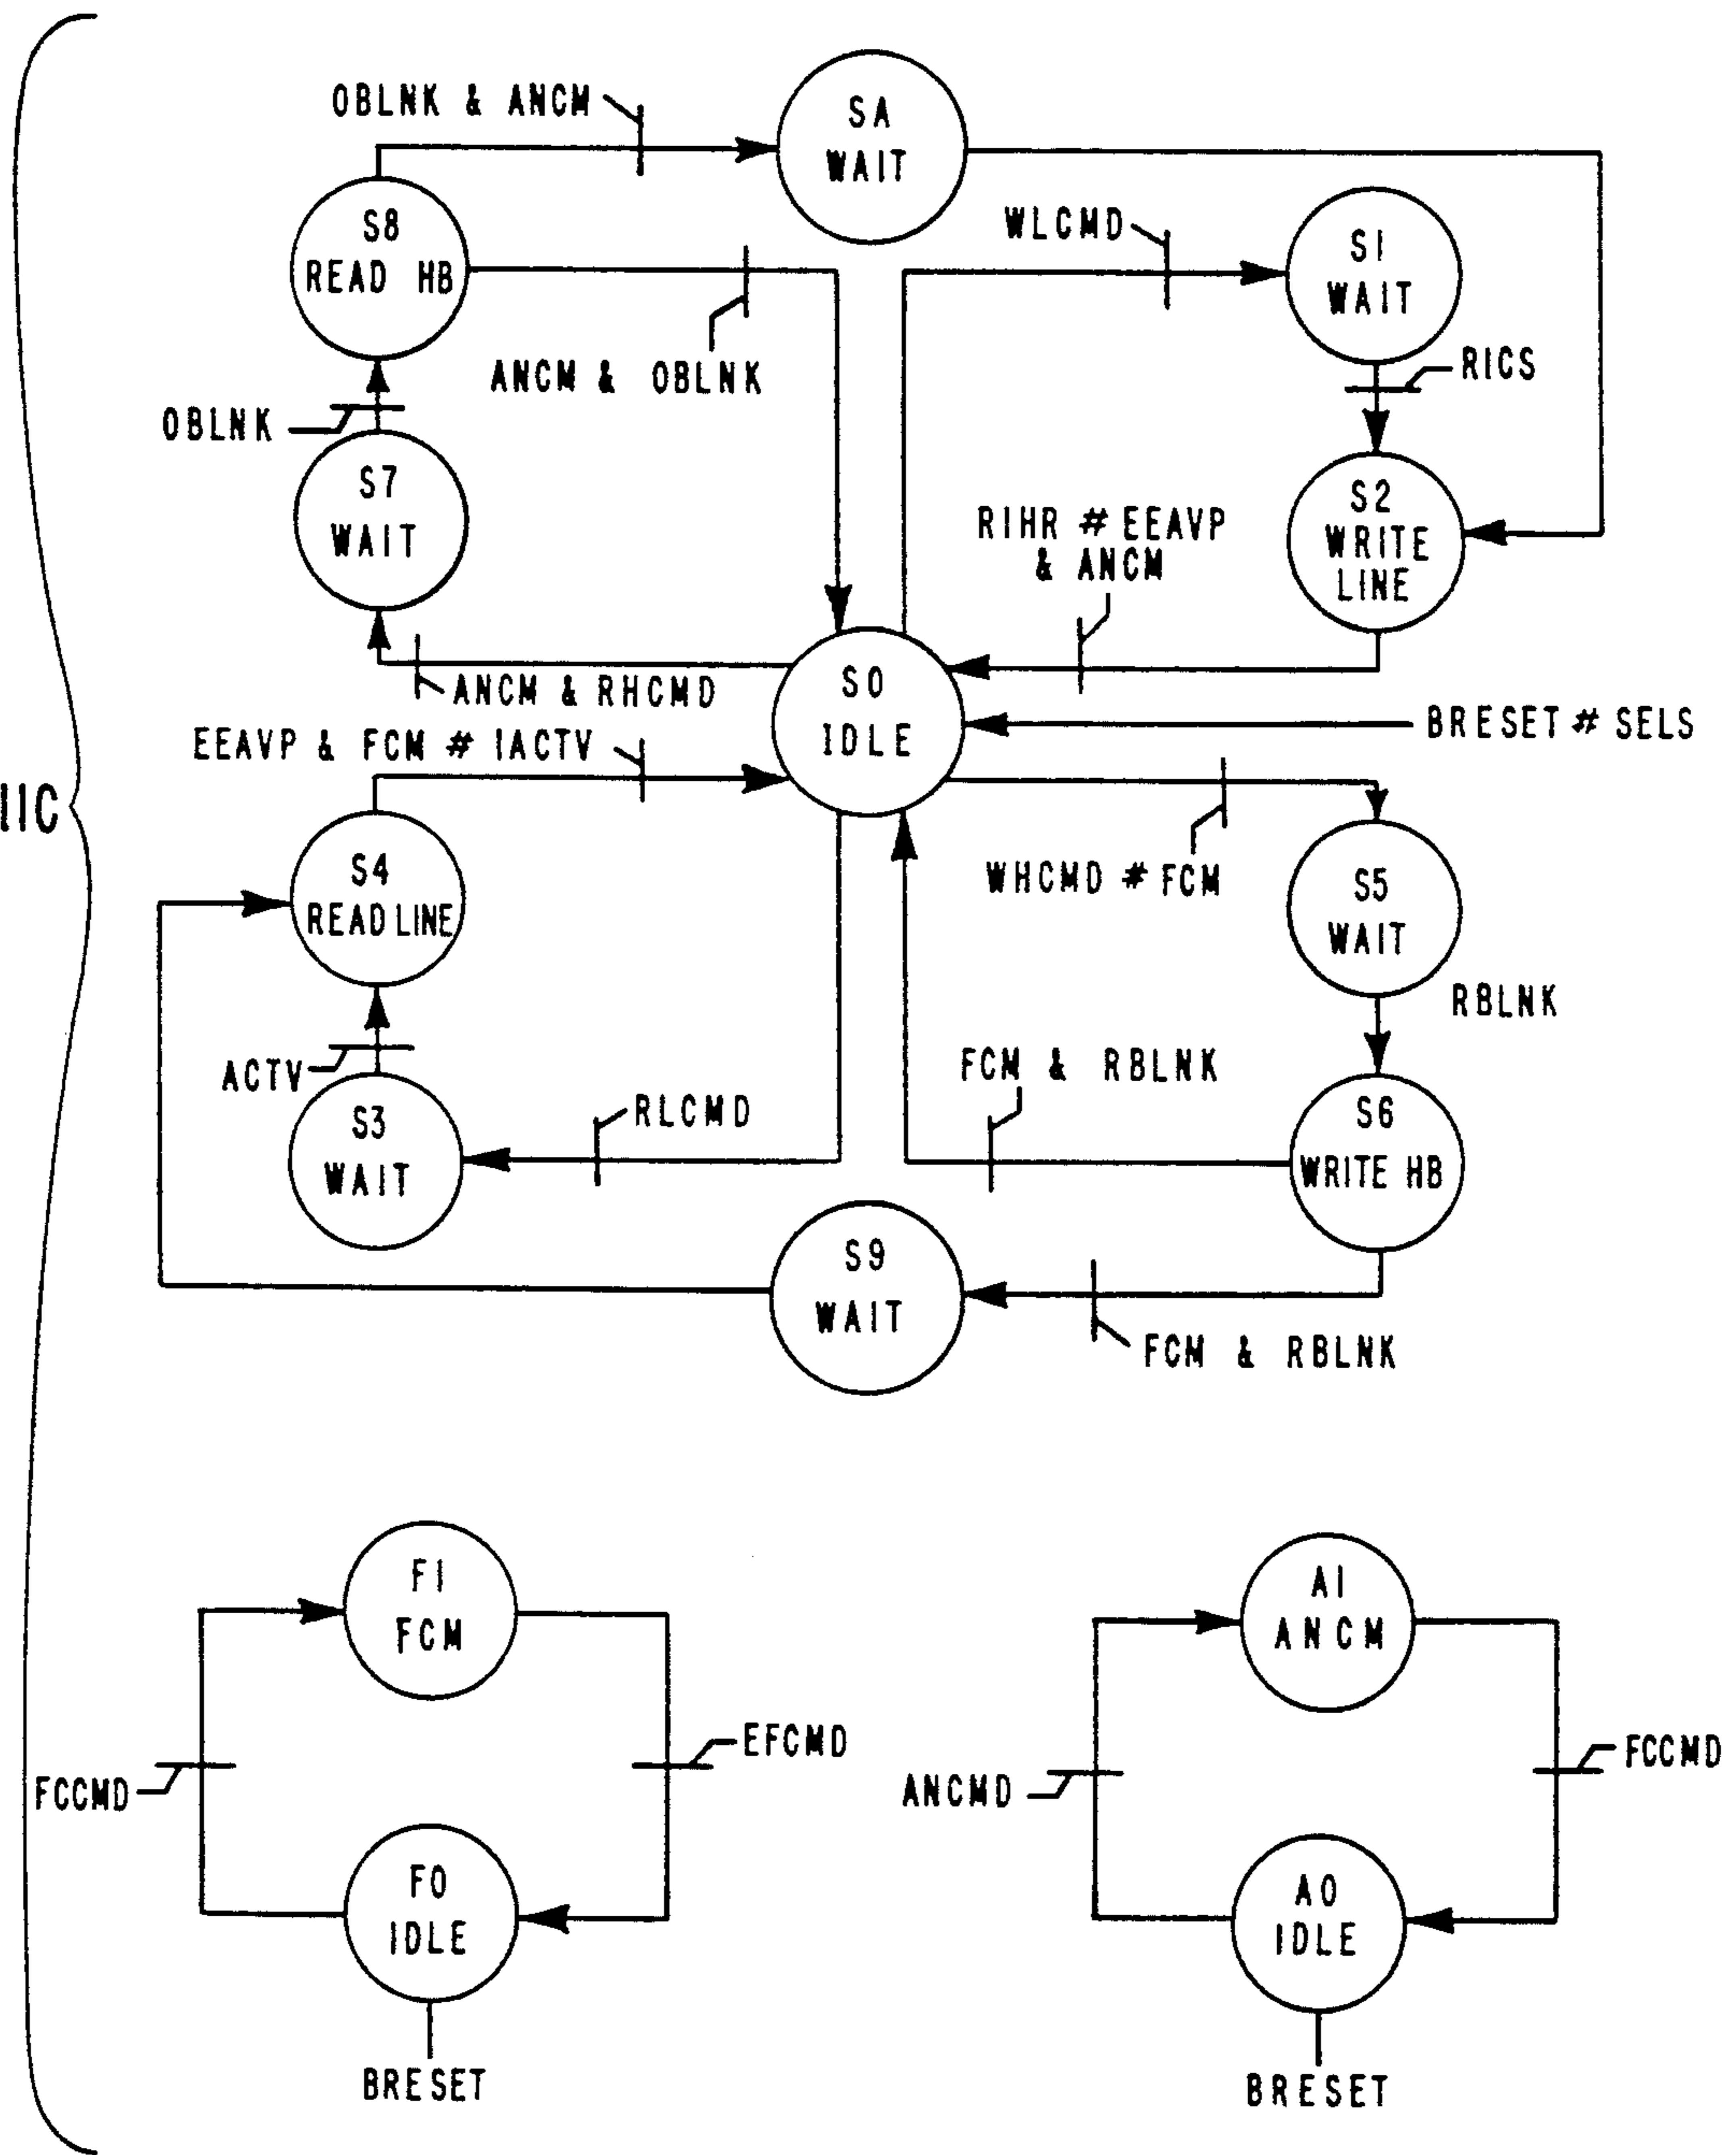 OBLNK & ANCM
SA
WAIT
S8
READ HB
WLCMD
S1
WAIT
ANCM & OBLNK
RICS
OBLNK
S7
WAIT
S2
WRITE
LINE
RIHR # EEAVP
& ANCM
ANCM & RHCMD
S0
IDLE
BRESET # SELS
EEAVP & FCM # IACTV
IIC
WHCMD # FCM
S4
READ LINE
S5
WAIT
RBLNK
ACTV
FCM & RBLNK
S3
WAIT
RLCMD
S6
WRITE HB
S9
WAIT
FCM & RBLNK
F1
FCM
A1
ANCM
FCCMD
EFCMD
ANCMD
FCCMD
F0
IDLE
A0
IDLE
BRESET
BRESET